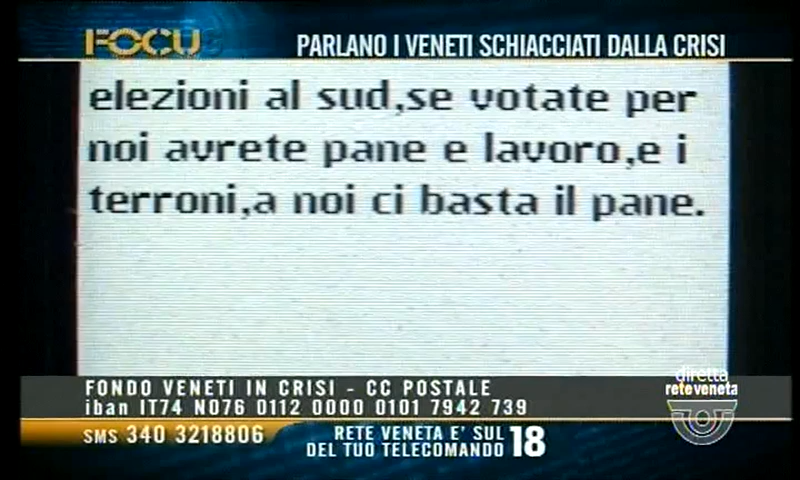 FOCUS
PARLANO I VENETI SCHIACCIATI DALLA CRISI
elezioni al sud,se votate per
noi avrete pane e lavoro,e i
terroni,a noi ci basta il pane.
FONDO VENETI IN CRISI - CC POSTALE
iban IT74 N076 0112 0000 0101 7942 739
diretta
reteveneta
SMS 340 3218806
RETE VENETA E' SUL 18
DEL TUO TELECOMANDO